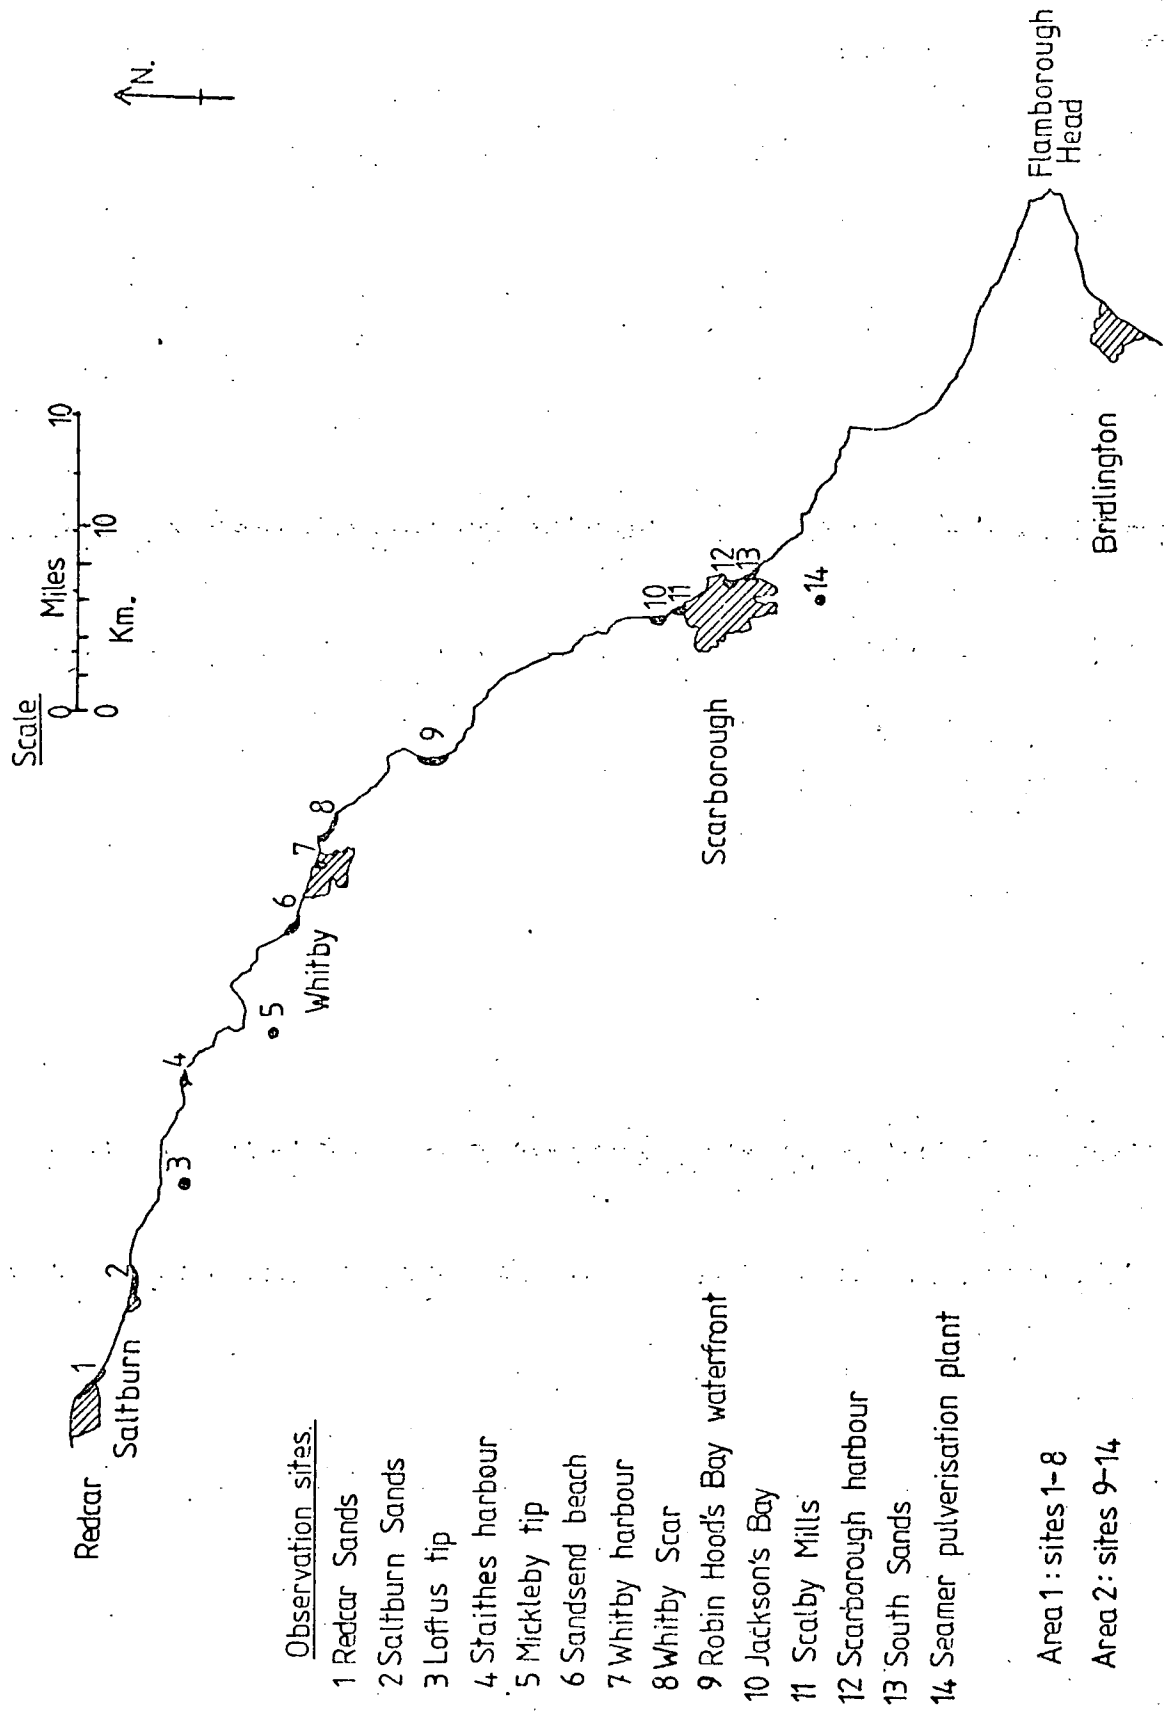 Scale
0 Miles 10
0 Km. 10
N.
Redcar
1
Saltburn
2
3
4
5
Whitby
6
7
8
9
Scarborough
10
11
12
13
14
Flamborough
Head
Bridlington
Observation sites.
1 Redcar Sands
2 Saltburn Sands
3 Loftus tip
4 Staithes harbour
5 Mickleby tip
6 Sandsend beach
7 Whitby harbour
8 Whitby Scar
9 Robin Hood's Bay waterfront
10 Jackson's Bay
11 Scalby Mills
12 Scarborough harbour
13 South Sands
14 Seamer pulverisation plant
Area 1 : sites 1-8
Area 2 : sites 9-14